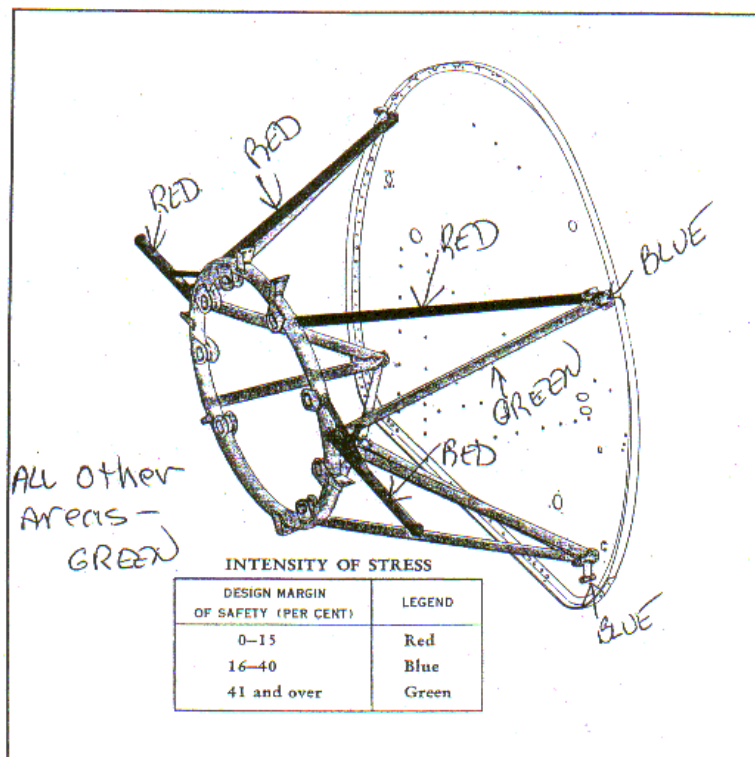 RED
RED
RED
BLUE
GREEN
RED
ALL Other
Areas -
GREEN
INTENSITY OF STRESS
DESIGN MARGIN
OF SAFETY (PER CENT)
LEGEND
0–15 Red
16–40 Blue
41 and over Green
BLUE